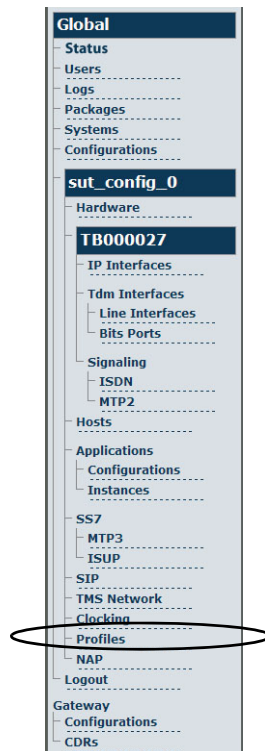 Global
Status
Users
Logs
Packages
Systems
Configurations
sut_config_0
Hardware
TB000027
IP Interfaces
Tdm Interfaces
Line Interfaces
Bits Ports
Signaling
ISDN
MTP2
Hosts
Applications
Configurations
Instances
SS7
MTP3
ISUP
SIP
TMS Network
Clocking
Profiles
NAP
Logout
Gateway
Configurations
CDRs